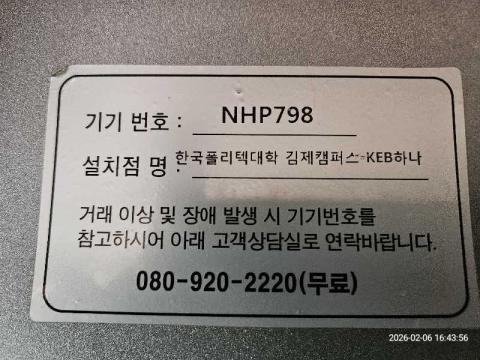 기기 번호 : NHP798
설치점 명 : 한국폴리텍대학 김제캠퍼스-KEB하나
거래 이상 및 장애 발생 시 기기번호를
참고하시어 아래 고객상담실로 연락바랍니다.
080-920-2220(무료)
2026-02-06 16:43:56